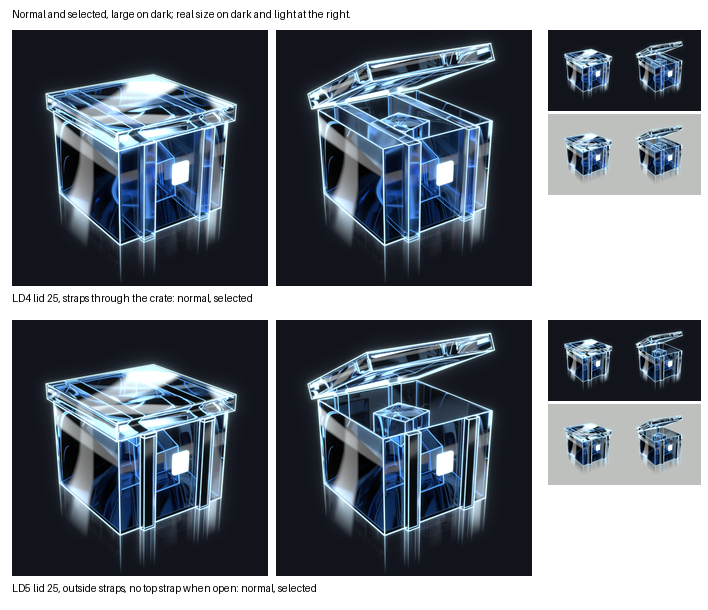 Normal and selected, large on dark; real size on dark and light at the right.
LD4 lid 25, straps through the crate: normal, selected
LD5 lid 25, outside straps, no top strap when open: normal, selected